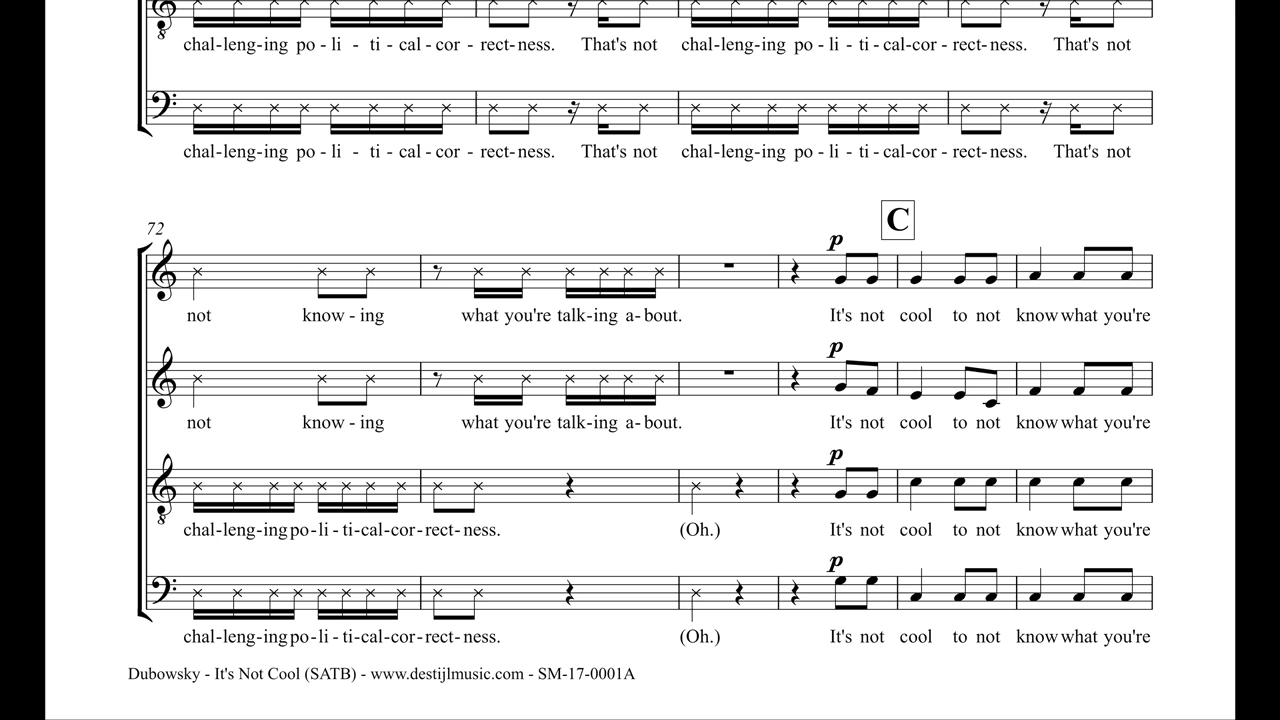 chal-leng-ing po - li - ti - cal - cor - rect-ness. That's not chal-leng-ing po - li - ti - cal-cor - rect-ness. That's not
chal-leng-ing po - li - ti - cal - cor - rect-ness. That's not chal-leng-ing po - li - ti - cal-cor - rect-ness. That's not
C
72
p
not know - ing what you're talk-ing a-bout. It's not cool to not know what you're
p
not know - ing what you're talk-ing a-bout. It's not cool to not know what you're
p
chal-leng-ing po-li - ti-cal-cor-rect-ness. (Oh.) It's not cool to not know what you're
p
chal-leng-ing po-li - ti-cal-cor-rect-ness. (Oh.) It's not cool to not know what you're
Dubowsky - It's Not Cool (SATB) - www.destijlmusic.com - SM-17-0001A